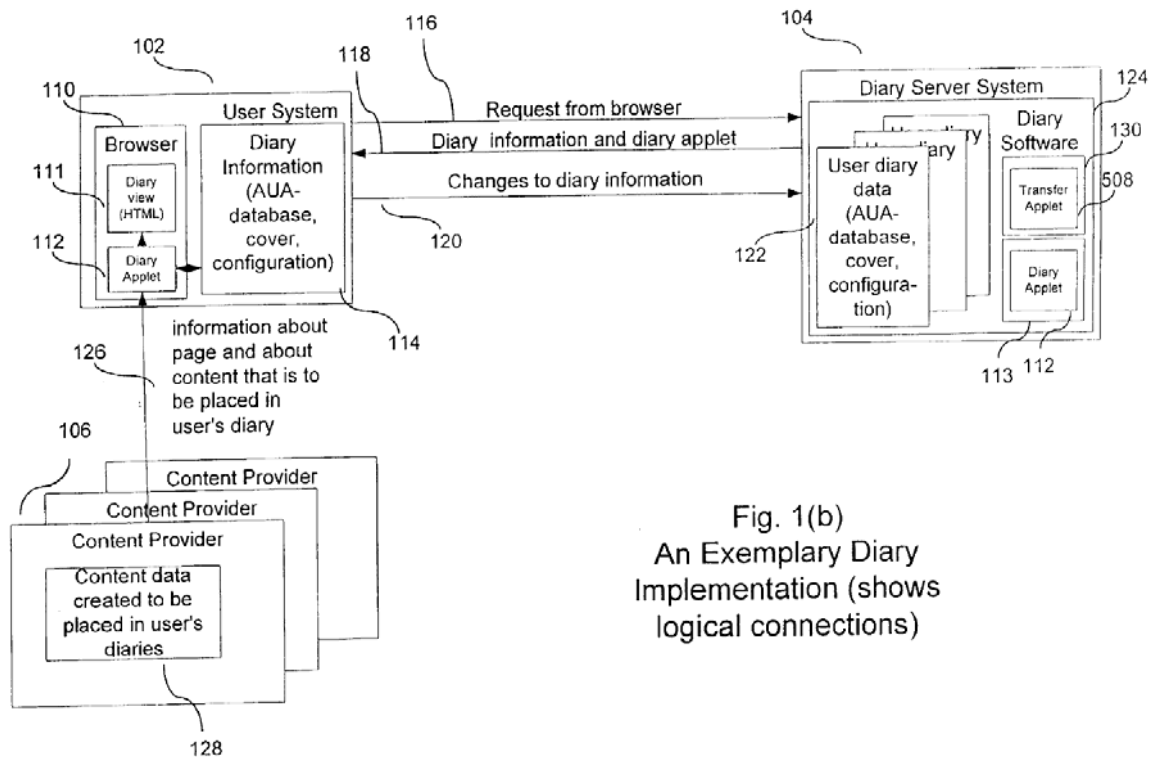 104
116
102
118
124
110
User System
Diary Server System
Request from browser
Browser
Diary
Information
(AUA-
database,
cover,
configuration)
Diary information and diary applet
User diary
data
(AUA-
database,
cover,
configura-
tion)
diary
Diary
Software
130
508
111
Diary
view
(HTML)
Changes to diary information
Transfer
Applet
112
120
122
Diary
Applet
Diary
Applet
114
113
112
126
information about
page and about
content that is to
be placed in
user's diary
106
Content Provider
Content Provider
Content Provider
Content data
created to be
placed in user's
diaries
128
Fig. 1(b)
An Exemplary Diary
Implementation (shows
logical connections)